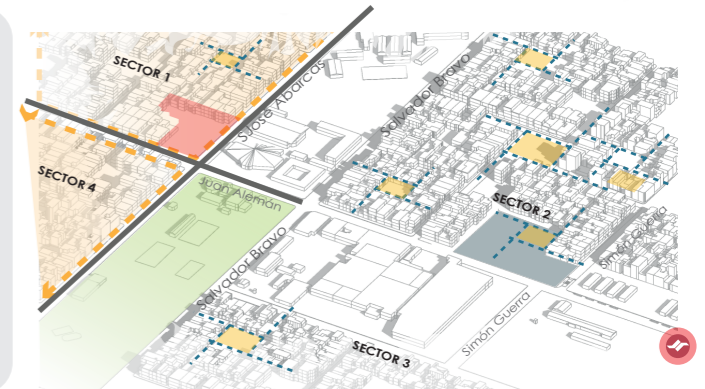 SECTOR 1
S.José Abarcas
Salvador Bravo
SECTOR 4
Juan Alemán
SECTOR 2
Simón Guerra
Salvador Bravo
Simón Guerra
SECTOR 3